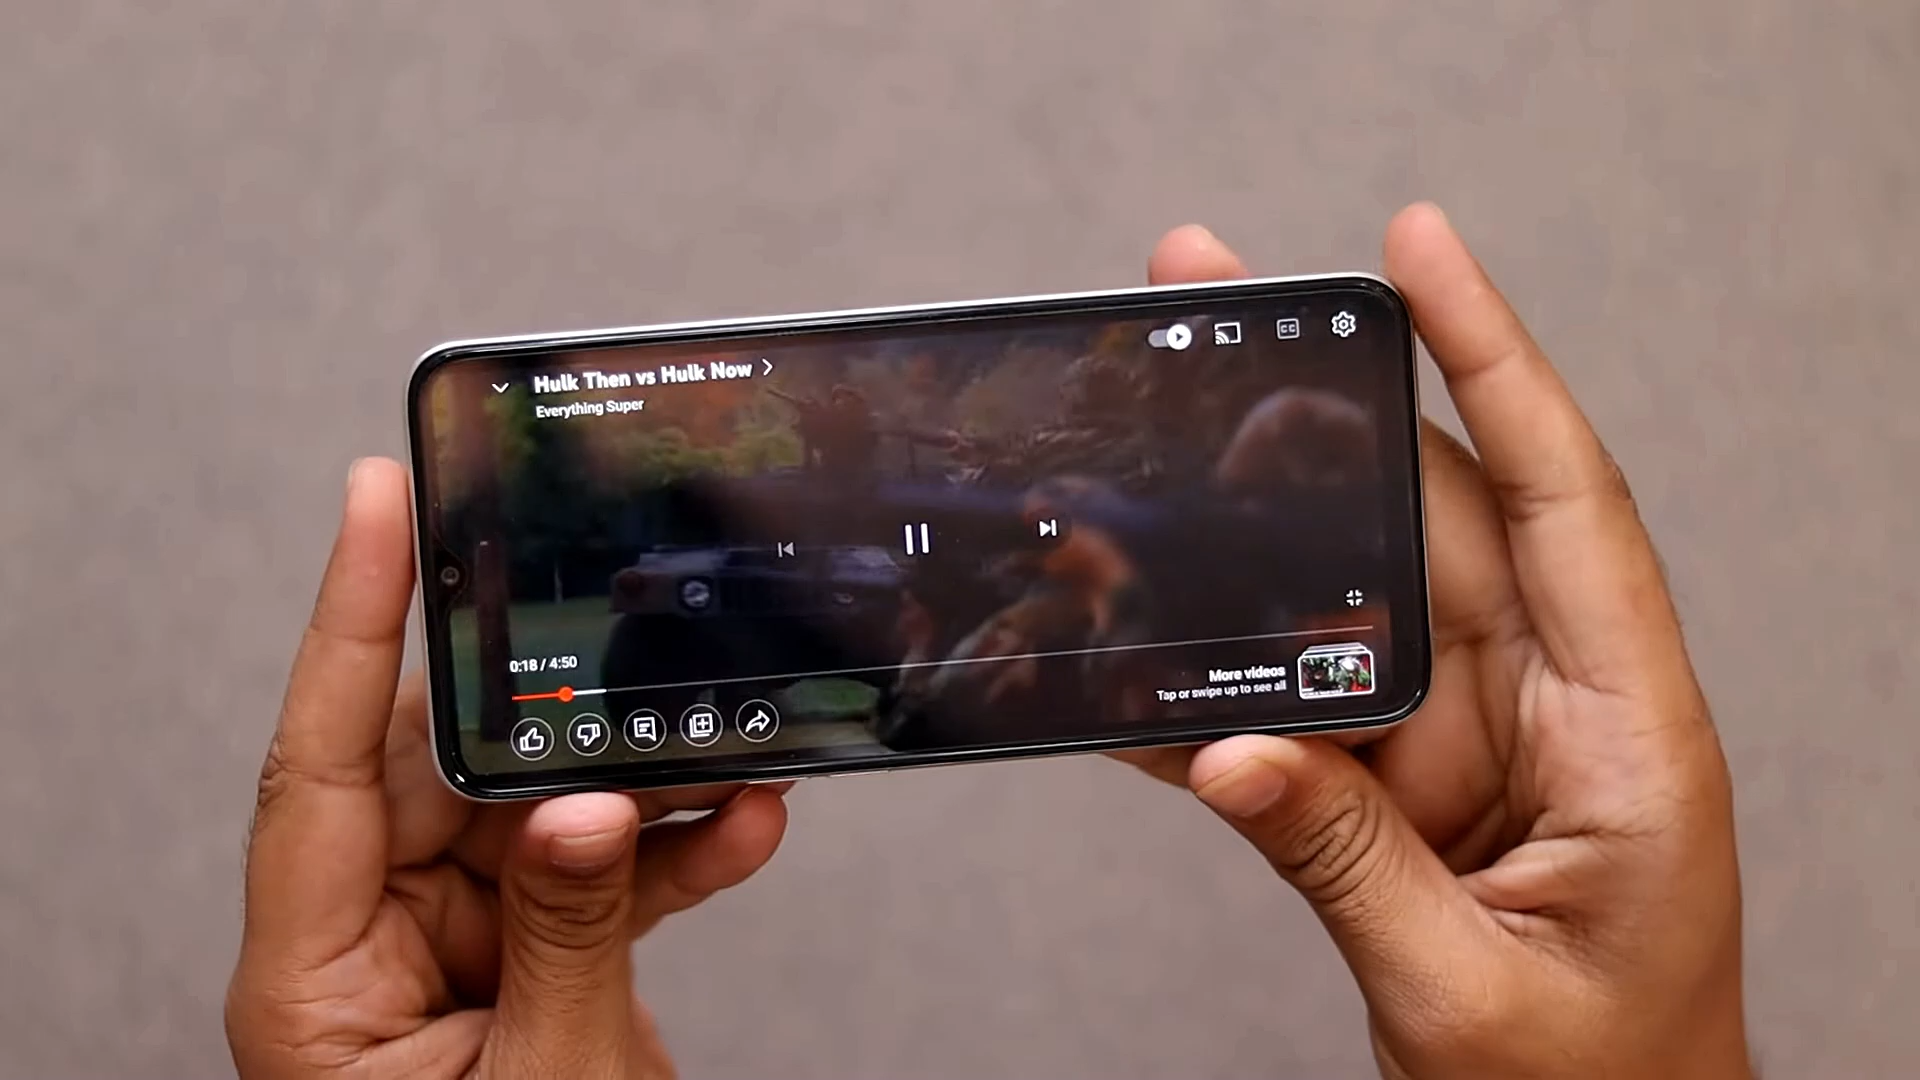 Hulk Then vs Hulk Now
Everything Super
CC
0:18 / 4:50
More videos
Tap or swipe up to see all